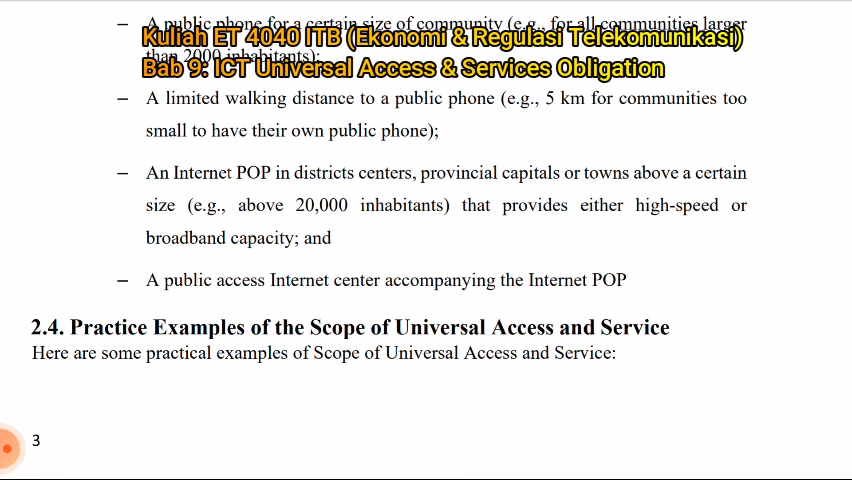 – A public phone for a certain size of community (e.g., for all communities larger
Kuliah ET 4040 ITB (Ekonomi & Regulasi Telekomunikasi)
than 2000 inhabitants);
Bab 9: ICT Universal Access & Services Obligation
– A limited walking distance to a public phone (e.g., 5 km for communities too
small to have their own public phone);
– An Internet POP in districts centers, provincial capitals or towns above a certain
size (e.g., above 20,000 inhabitants) that provides either high-speed or
broadband capacity; and
– A public access Internet center accompanying the Internet POP
2.4. Practice Examples of the Scope of Universal Access and Service
Here are some practical examples of Scope of Universal Access and Service:
3